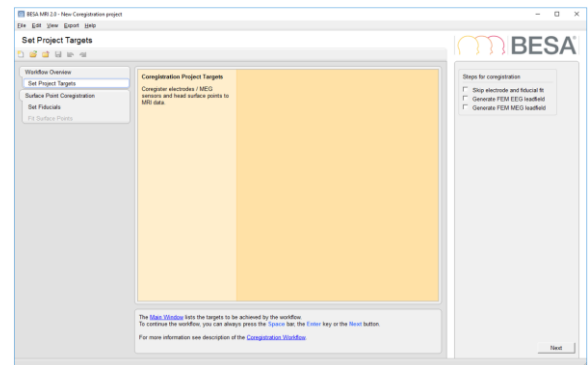 BESA MRI 2.0 - New Coregistration project
File Edit View Export Help
Set Project Targets
BESA
Workflow Overview
Set Project Targets
Surface Point Coregistration
Set Fiducials
Fit Surface Points
Coregistration Project Targets
Coregister electrodes / MEG
sensors and head surface points to
MRI data.
Steps for coregistration
Skip electrode and fiducial fit
Generate FEM EEG leadfield
Generate FEM MEG leadfield
The Main Window lists the targets to be achieved by the workflow.
To continue the workflow, you can always press the Space bar, the Enter key or the Next button.
For more information see description of the Coregistration Workflow.
Next